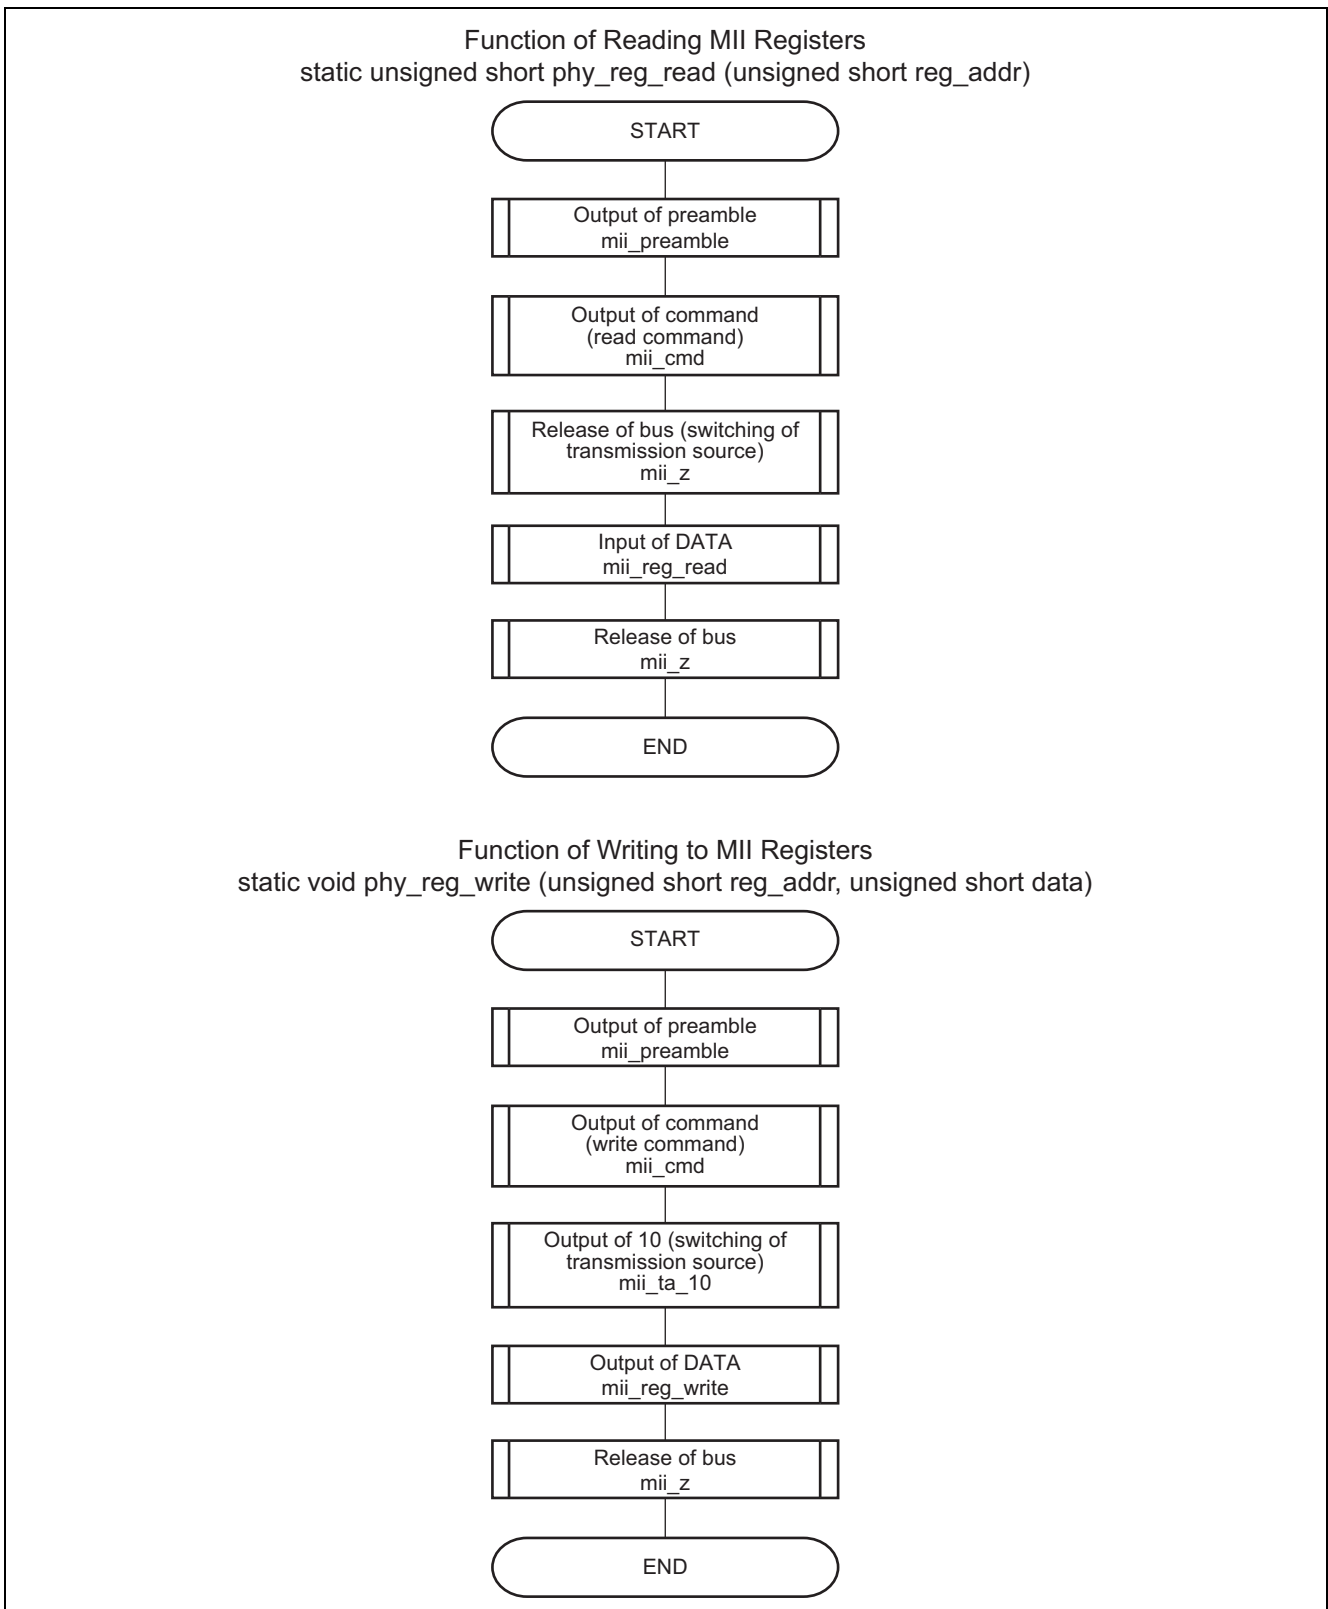 Function of Reading MII Registers
static unsigned short phy_reg_read (unsigned short reg_addr)
START
Output of preamble
mii_preamble
Output of command
(read command)
mii_cmd
Release of bus (switching of
transmission source)
mii_z
Input of DATA
mii_reg_read
Release of bus
mii_z
END
Function of Writing to MII Registers
static void phy_reg_write (unsigned short reg_addr, unsigned short data)
START
Output of preamble
mii_preamble
Output of command
(write command)
mii_cmd
Output of 10 (switching of
transmission source)
mii_ta_10
Output of DATA
mii_reg_write
Release of bus
mii_z
END